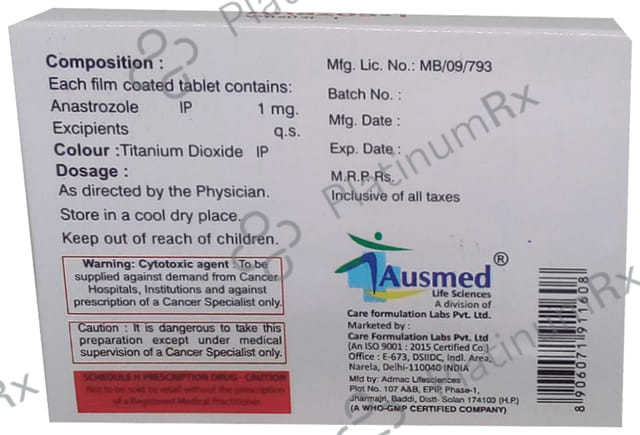 Composition :
Each film coated tablet contains:
Anastrozole IP 1 mg.
Excipients q.s.
Colour :Titanium Dioxide IP
Dosage :
As directed by the Physician.
Store in a cool dry place.
Keep out of reach of children.
Warning: Cytotoxic agent : To be
supplied against demand from Cancer
Hospitals, Institutions and against
prescription of a Cancer Specialist only.
Caution : It is dangerous to take this
preparation except under medical
supervision of a Cancer Specialist only.
SCHEDULE H PRESCRIPTION DRUG - CAUTION
Not to be sold by retail without the prescription
of a Registered Medical Practitioner
Mfg. Lic. No.: MB/09/793
Batch No. :
Mfg. Date :
Exp. Date :
M.R.P. Rs.
Inclusive of all taxes
Ausmed ®
Life Sciences
A division of
Care formulation Labs Pvt. Ltd.
Marketed by :
Care Formulation Labs Pvt. Ltd
(An ISO 9001 : 2015 Certified Co.)
Office : E-673, DSIIDC, Indl. Area,
Narela, Delhi-110040 INDIA
Mfd by: Admac Lifesciences
Plot No. 107 A&B, EPIP, Phase-1,
Jharmajri, Baddi, Distt- Solan 174103 (H.P.)
(A WHO-GMP CERTIFIED COMPANY)
8906071911608
PlatinumRx
PlatinumRx
Rx